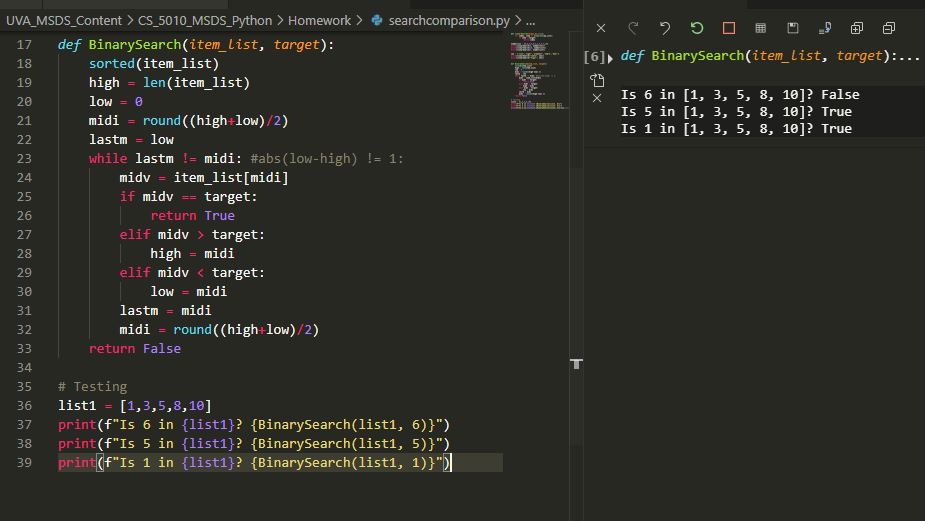 UVA_MSDS_Content > CS_5010_MSDS_Python > Homework > searchcomparison.py > ...
17 def BinarySearch(item_list, target):
18 sorted(item_list)
19 high = len(item_list)
20 low = 0
21 midi = round((high+low)/2)
22 lastm = low
23 while lastm != midi: #abs(low-high) != 1:
24 midv = item_list[midi]
25 if midv == target:
26 return True
27 elif midv > target:
28 high = midi
29 elif midv < target:
30 low = midi
31 lastm = midi
32 midi = round((high+low)/2)
33 return False
34
35 # Testing
36 list1 = [1,3,5,8,10]
37 print(f"Is 6 in {list1}? {BinarySearch(list1, 6)}")
38 print(f"Is 5 in {list1}? {BinarySearch(list1, 5)}")
39 print(f"Is 1 in {list1}? {BinarySearch(list1, 1)}")
[6] def BinarySearch(item_list, target):...
Is 6 in [1, 3, 5, 8, 10]? False
Is 5 in [1, 3, 5, 8, 10]? True
Is 1 in [1, 3, 5, 8, 10]? True